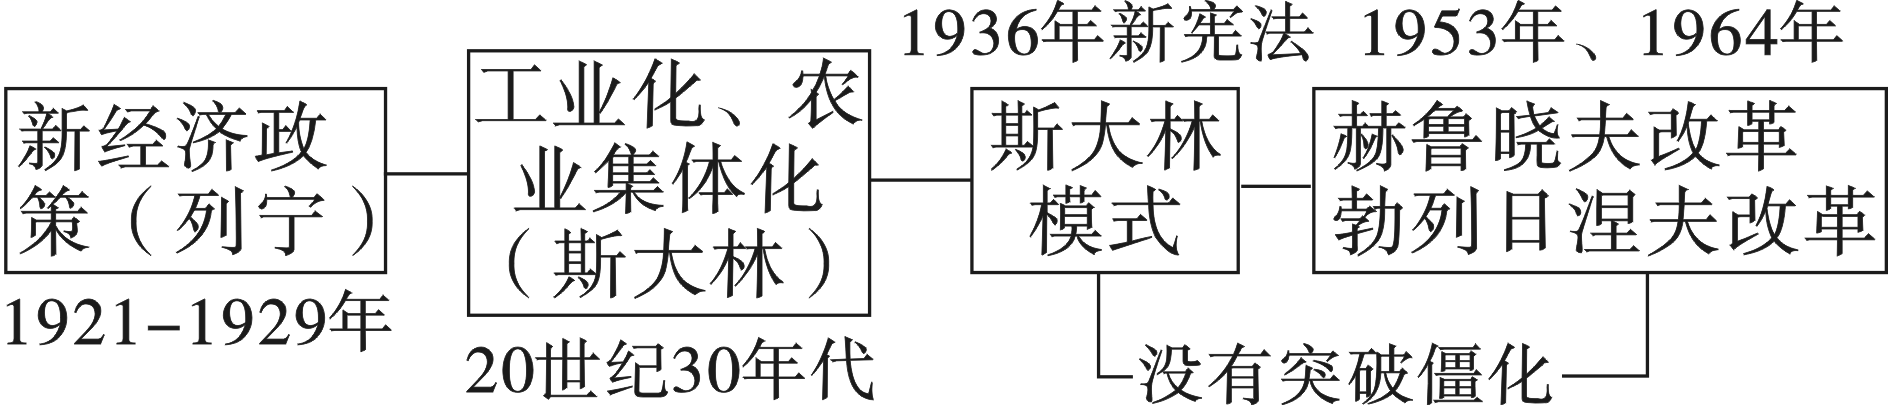 新经济政
策（列宁）
1921-1929年
工业化、农
业集体化
（斯大林）
20世纪30年代
1936年新宪法
斯大林
模式
1953年、1964年
赫鲁晓夫改革
勃列日涅夫改革
没有突破僵化